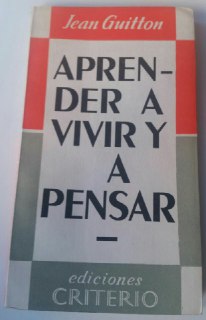 Jean Guitton
APREN-
DER A
VIVIR Y
A
PENSAR
ediciones
CRITERIO